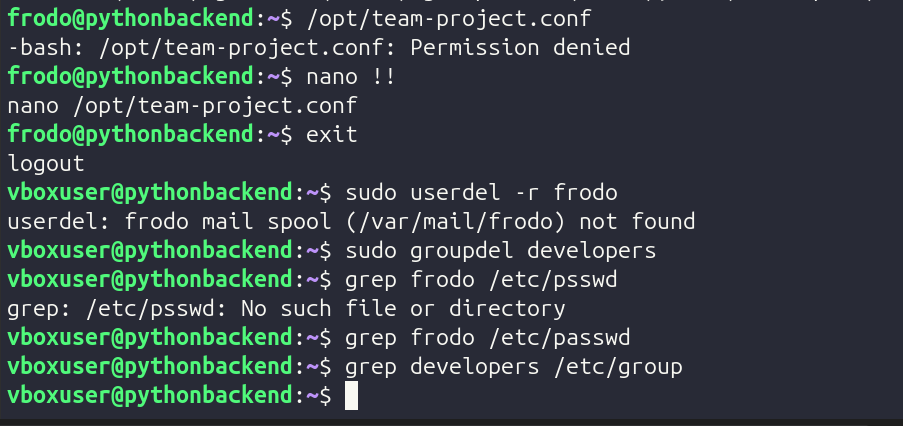 frodo@pythonbackend:~$ /opt/team-project.conf
-bash: /opt/team-project.conf: Permission denied
frodo@pythonbackend:~$ nano !!
nano /opt/team-project.conf
frodo@pythonbackend:~$ exit
logout
vboxuser@pythonbackend:~$ sudo userdel -r frodo
userdel: frodo mail spool (/var/mail/frodo) not found
vboxuser@pythonbackend:~$ sudo groupdel developers
vboxuser@pythonbackend:~$ grep frodo /etc/psswd
grep: /etc/psswd: No such file or directory
vboxuser@pythonbackend:~$ grep frodo /etc/passwd
vboxuser@pythonbackend:~$ grep developers /etc/group
vboxuser@pythonbackend:~$